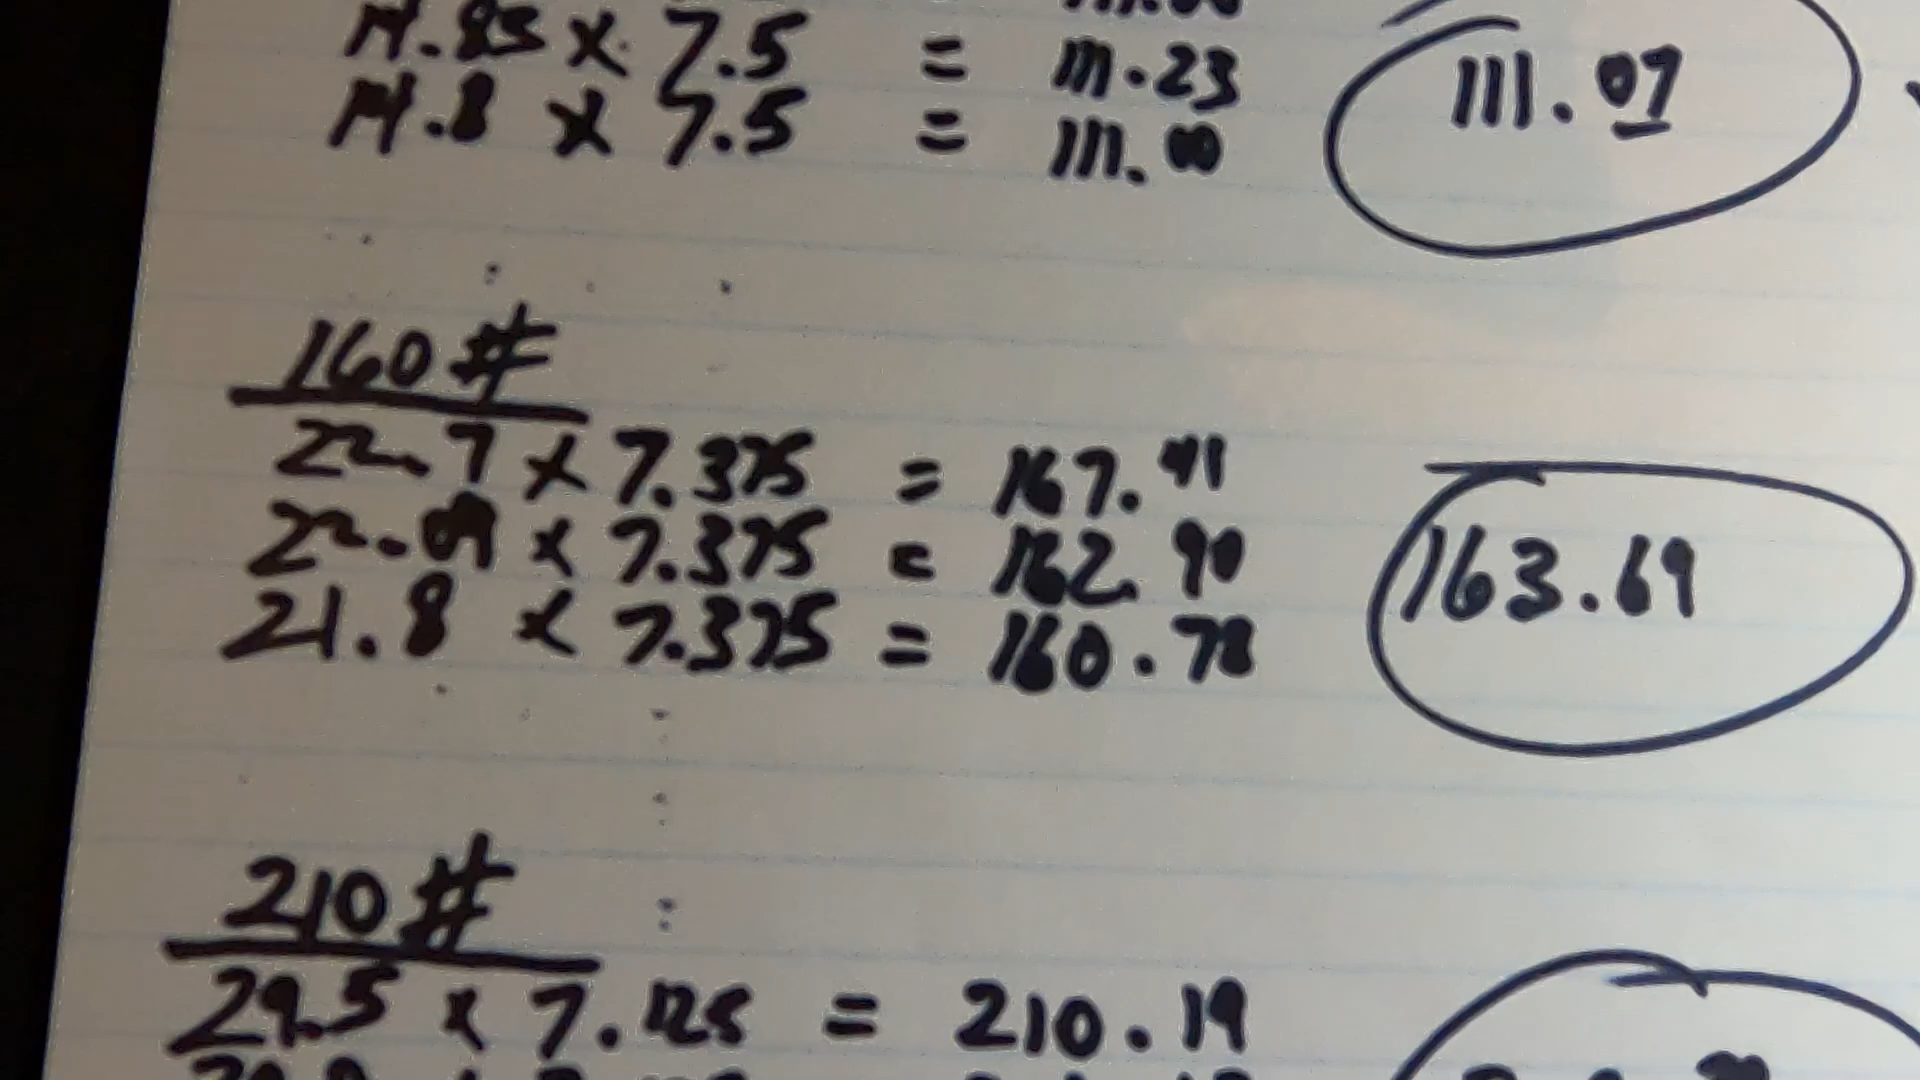 14.83 x 7.5 = 111.23
14.8 x 7.5 = 111.00
111.07
160#
22.7 x 7.375 = 167.41
22.09 x 7.375 = 162.90
21.8 x 7.375 = 160.78
163.69
210#
29.5 x 7.125 = 210.19